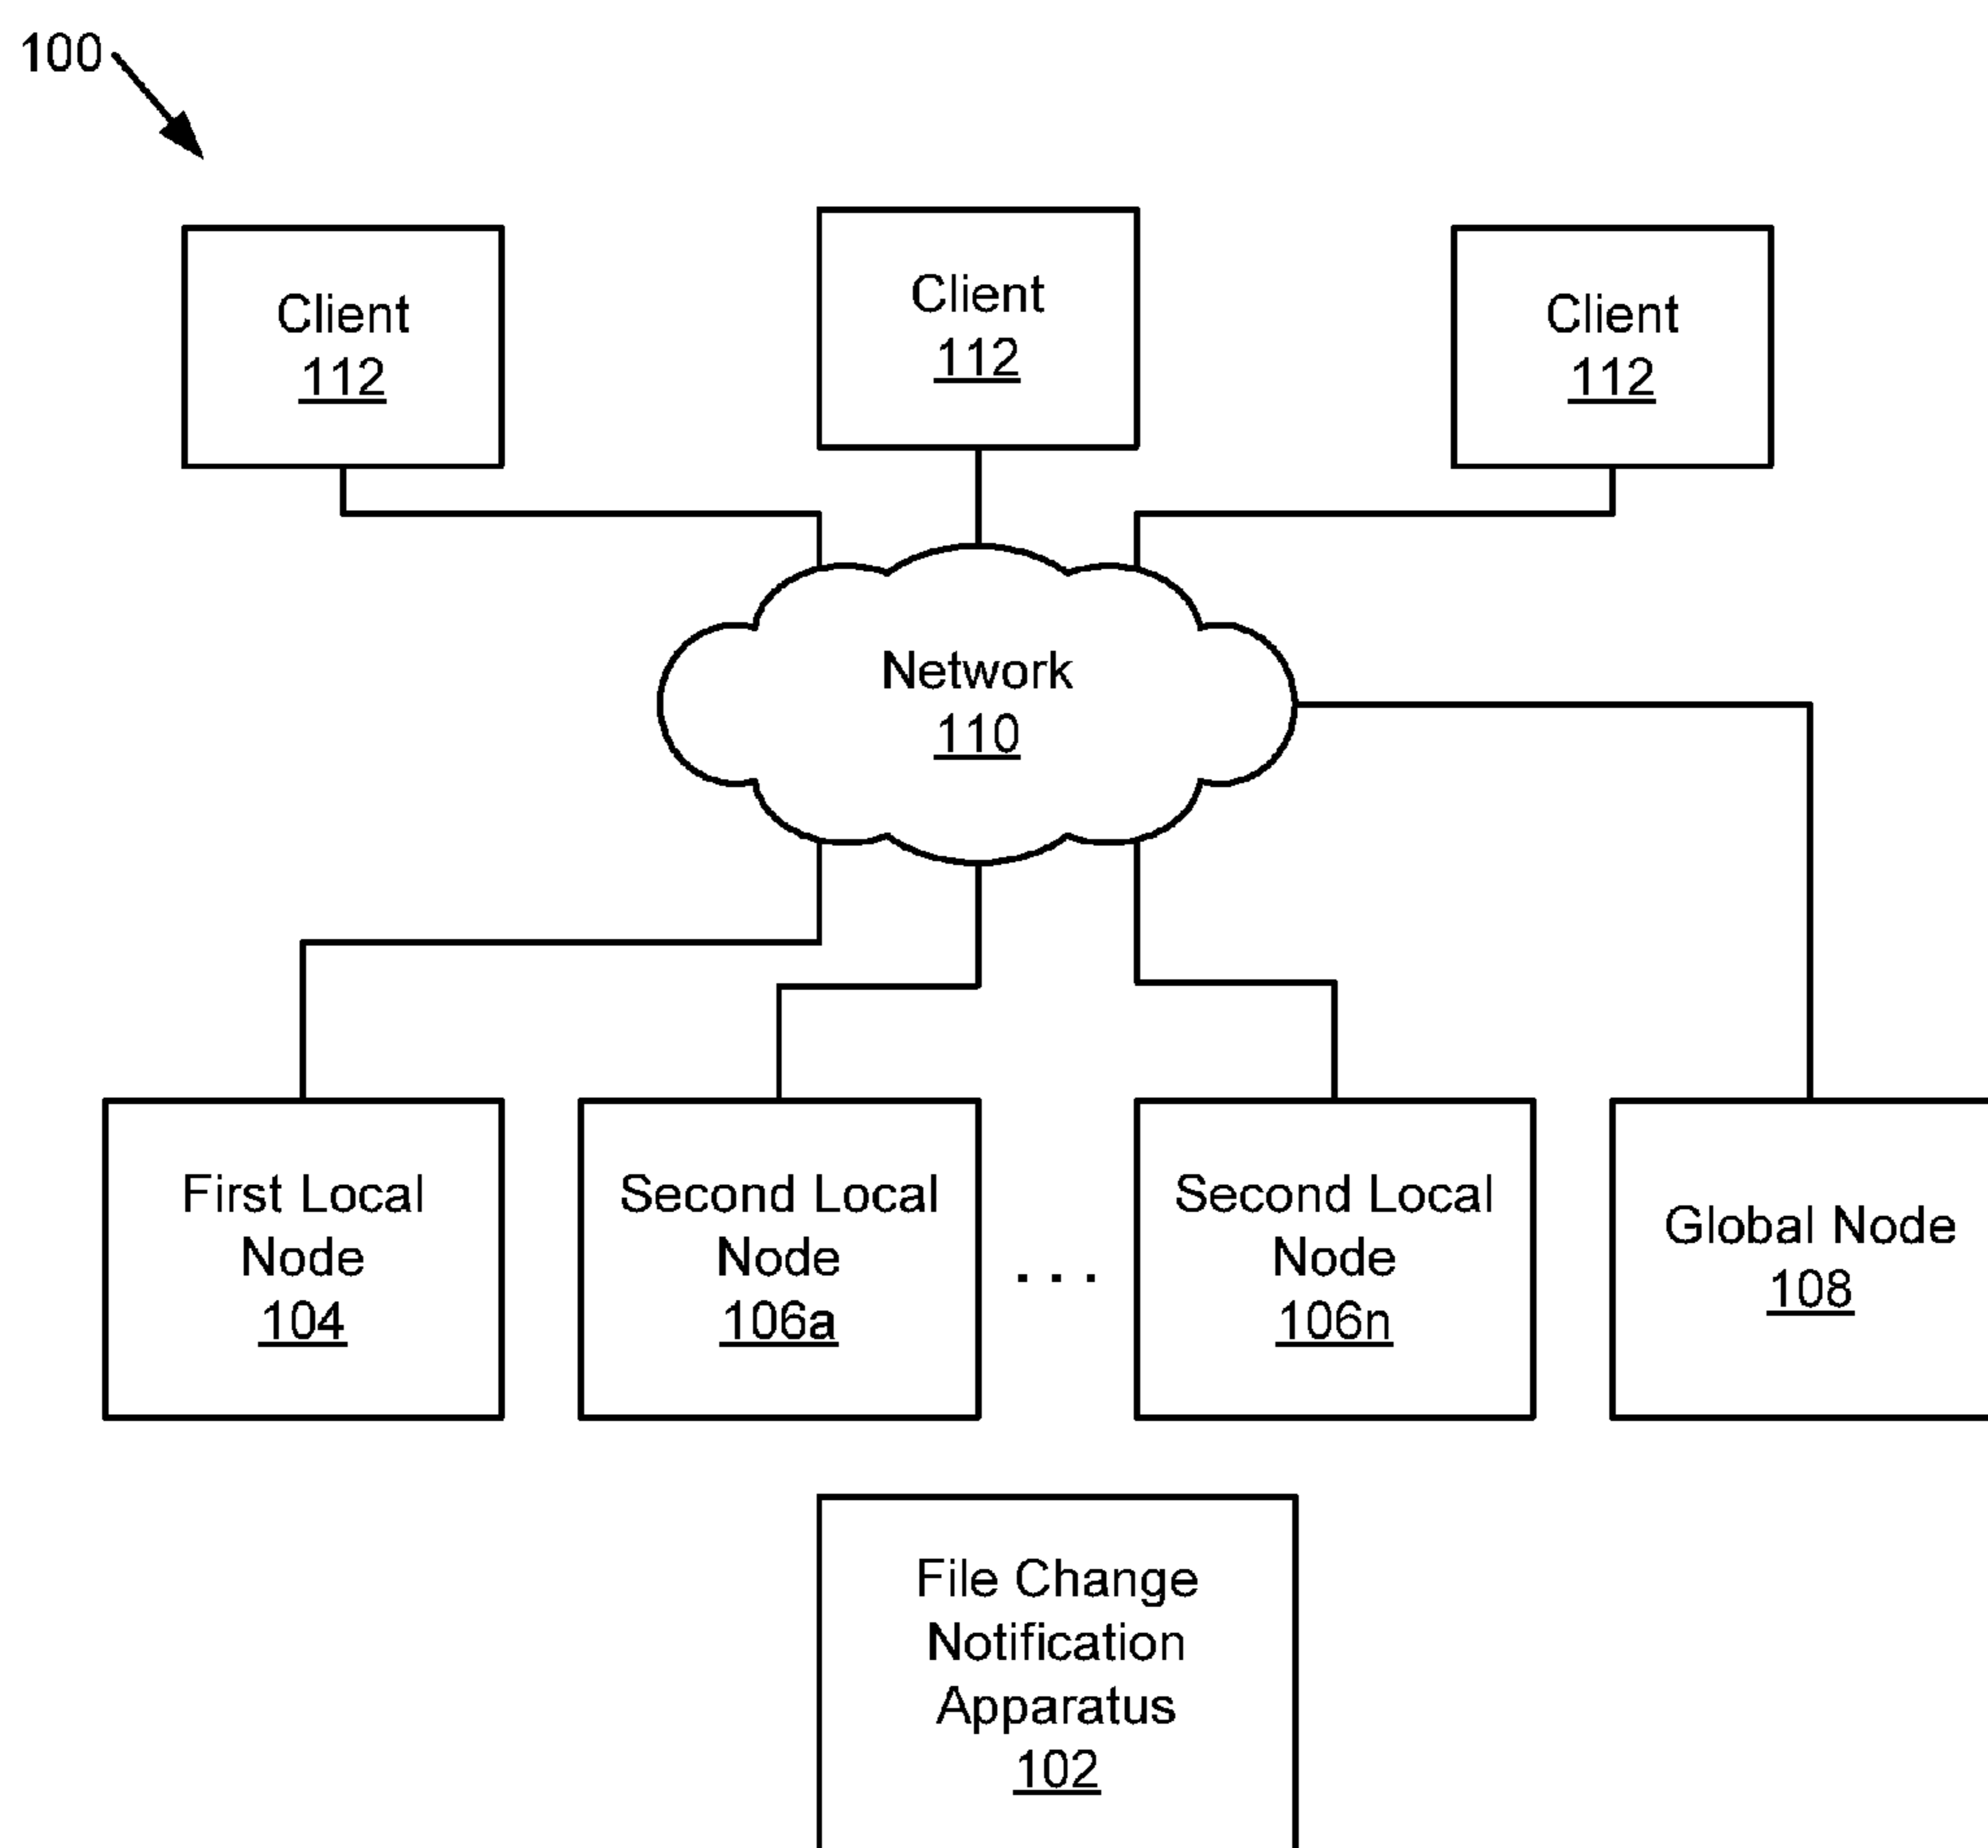 100
Client
112
Client
112
Client
112
Network
110
First Local
Node
104
Second Local
Node
106a
. . .
Second Local
Node
106n
Global Node
108
File Change
Notification
Apparatus
102